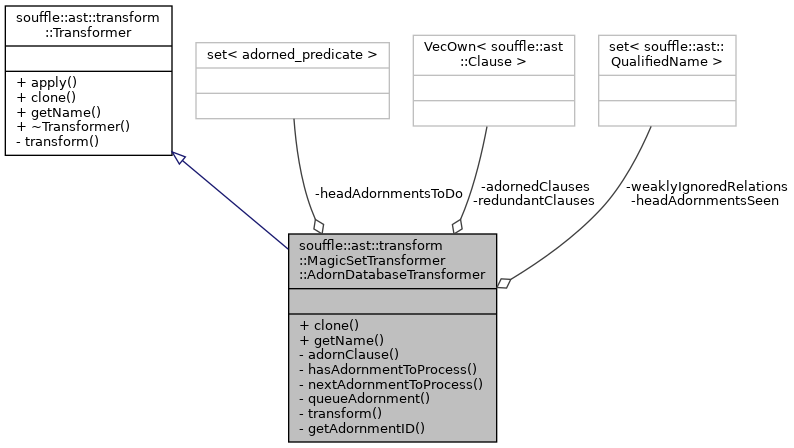 souffle::ast::transform
::Transformer
+ apply()
+ clone()
+ getName()
+ ~Transformer()
- transform()
set< adorned_predicate >
VecOwn< souffle::ast
::Clause >
set< souffle::ast::
QualifiedName >
-headAdornmentsToDo
-adornedClauses
-redundantClauses
-weaklyIgnoredRelations
-headAdornmentsSeen
souffle::ast::transform
::MagicSetTransformer
::AdornDatabaseTransformer
+ clone()
+ getName()
- adornClause()
- hasAdornmentToProcess()
- nextAdornmentToProcess()
- queueAdornment()
- transform()
- getAdornmentID()